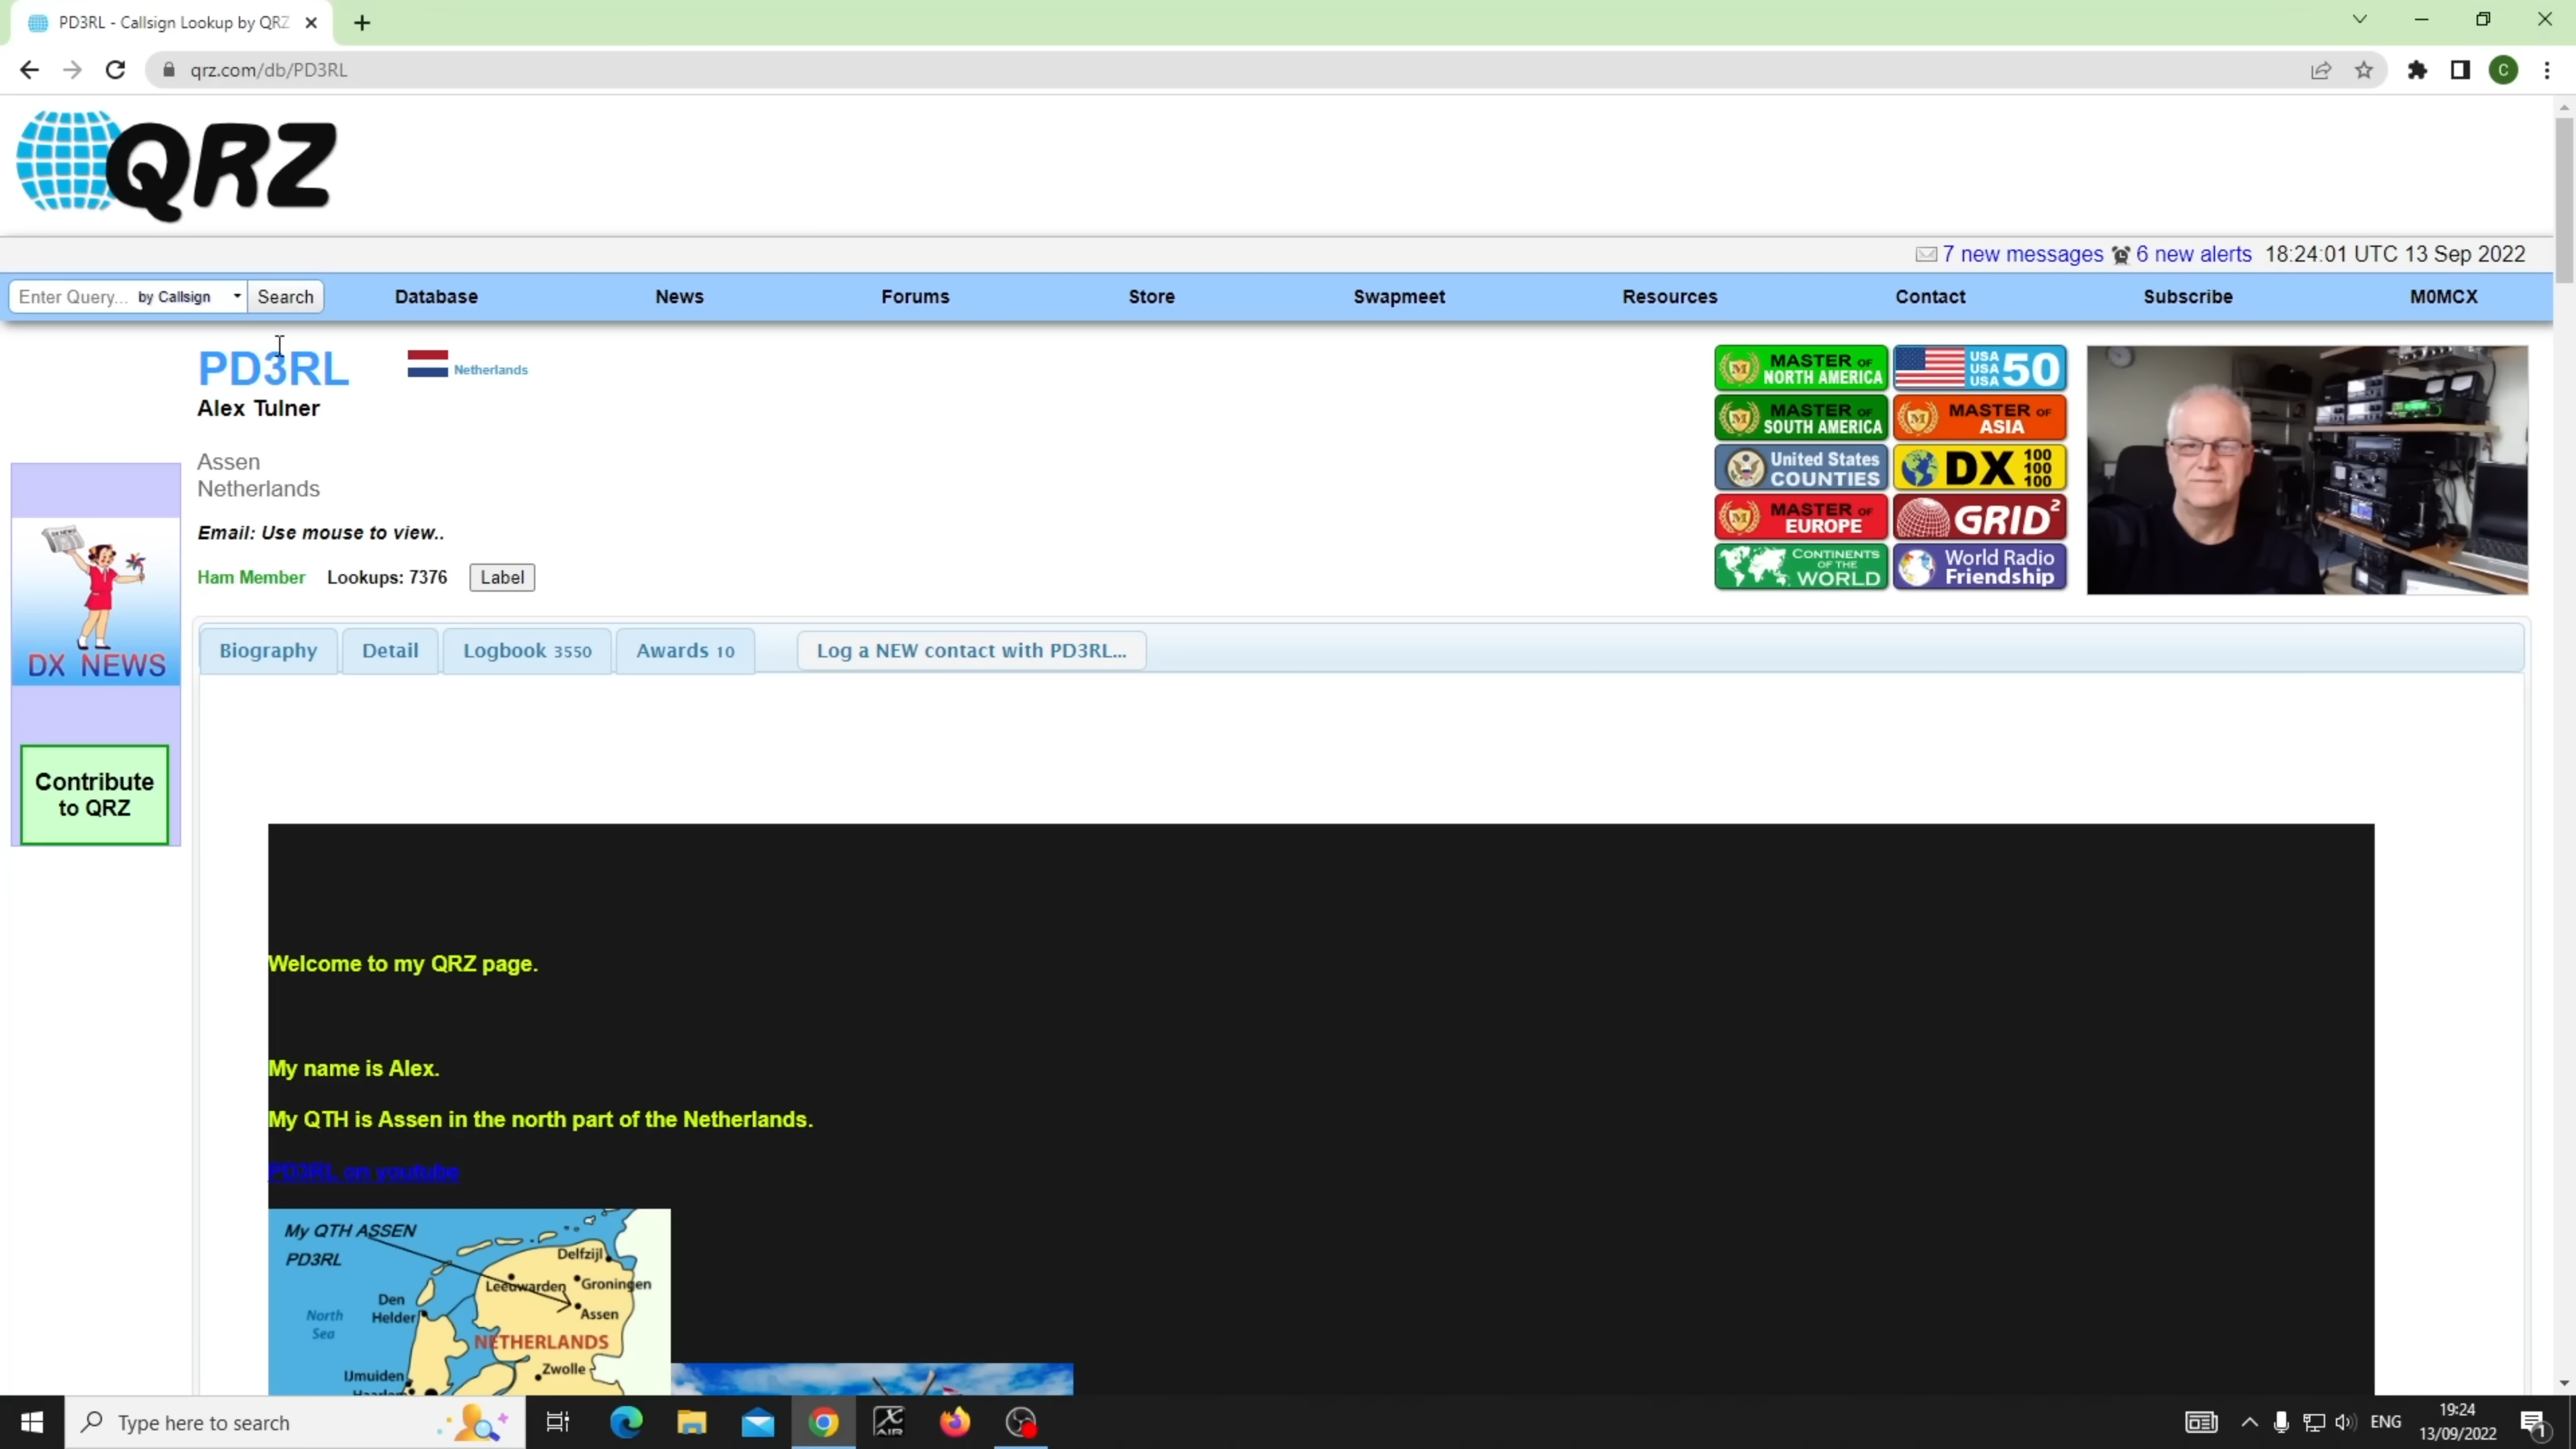 PD3RL - Callsign Lookup by QRZ
qrz.com/db/PD3RL
C
QRZ
7 new messages 6 new alerts 18:24:01 UTC 13 Sep 2022
Enter Query... by Callsign Search Database News Forums Store Swapmeet Resources Contact Subscribe M0MCX
PD3RL Netherlands
Alex Tulner
Assen
Netherlands
Email: Use mouse to view..
Ham Member Lookups: 7376 Label
MASTER OF NORTH AMERICA
USA USA USA 50
MASTER OF SOUTH AMERICA
MASTER OF ASIA
United States COUNTIES
DX 100 100 100
MASTER OF EUROPE
GRID²
CONTINENTS OF THE WORLD
World Radio Friendship
DX NEWS
Contribute
to QRZ
Biography Detail Logbook 3550 Awards 10 Log a NEW contact with PD3RL...
Welcome to my QRZ page.
My name is Alex.
My QTH is Assen in the north part of the Netherlands.
PD3RL on youtube
My QTH ASSEN
PD3RL
Delfzijl
Leeuwarden
Groningen
Den
Helder
Assen
North
Sea
NETHERLANDS
Zwolle
IJmuiden
Haarlem
Type here to search
X AIR
ENG
19:24
13/09/2022
1